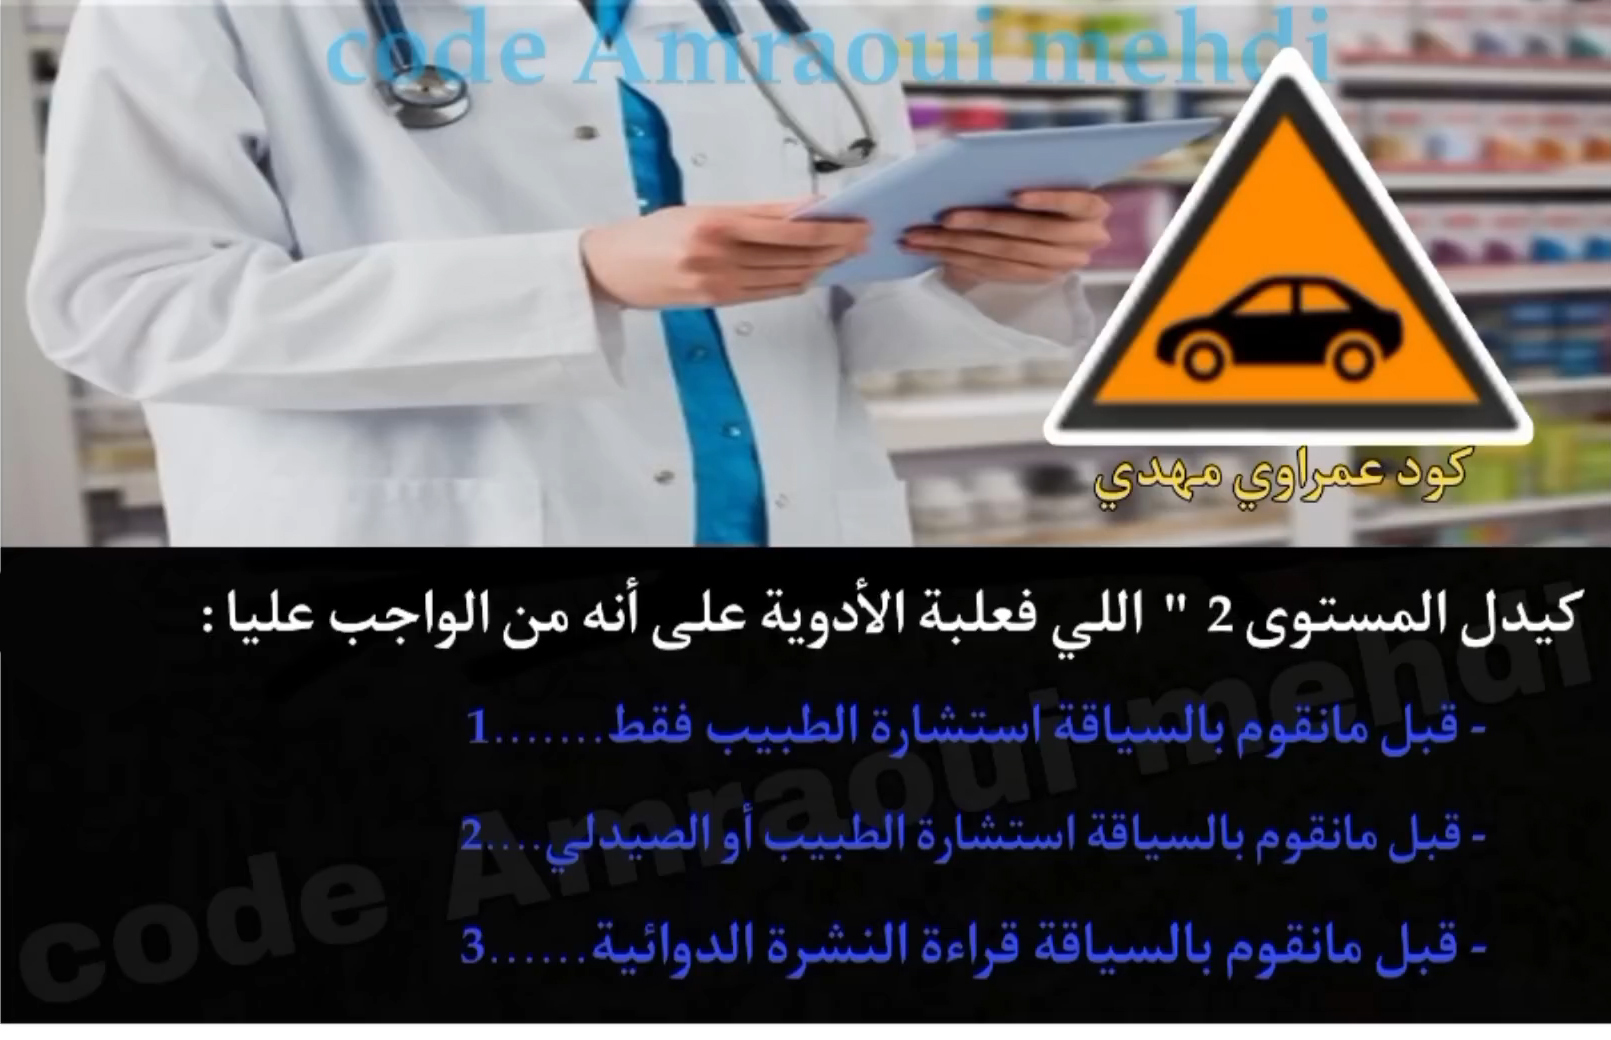 code Amraoui mehdi
كود عمراوي مهدي
كيدل المستوى 2 " اللي فعلبة الأدوية على أنه من الواجب عليا :
- قبل مانقوم بالسياقة استشارة الطبيب فقط.......1
- قبل مانقوم بالسياقة استشارة الطبيب أو الصيدلي....2
- قبل مانقوم بالسياقة قراءة النشرة الدوائية......3
code Amraoui mehdi